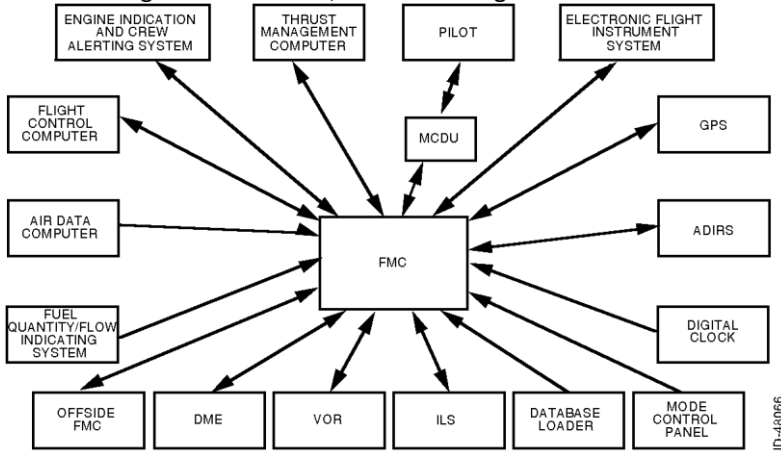 ENGINE INDICATION
AND CREW
ALERTING SYSTEM
THRUST
MANAGEMENT
COMPUTER
PILOT
ELECTRONIC FLIGHT
INSTRUMENT
SYSTEM
FLIGHT
CONTROL
COMPUTER
MCDU
GPS
AIR DATA
COMPUTER
FMC
ADIRS
FUEL
QUANTITY/FLOW
INDICATING
SYSTEM
DIGITAL
CLOCK
OFFSIDE
FMC
DME
VOR
ILS
DATABASE
LOADER
MODE
CONTROL
PANEL
ID-48066